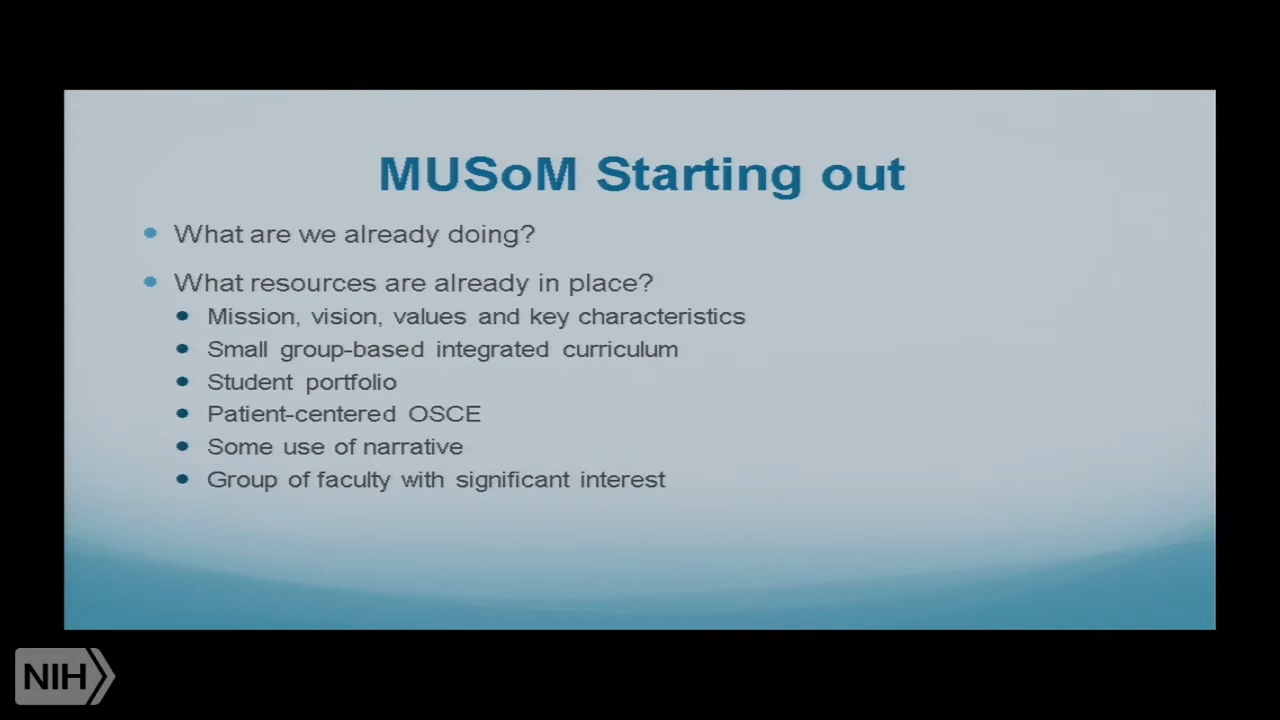 MUSoM Starting out
What are we already doing?
What resources are already in place?
Mission, vision, values and key characteristics
Small group-based integrated curriculum
Student portfolio
Patient-centered OSCE
Some use of narrative
Group of faculty with significant interest
NIH